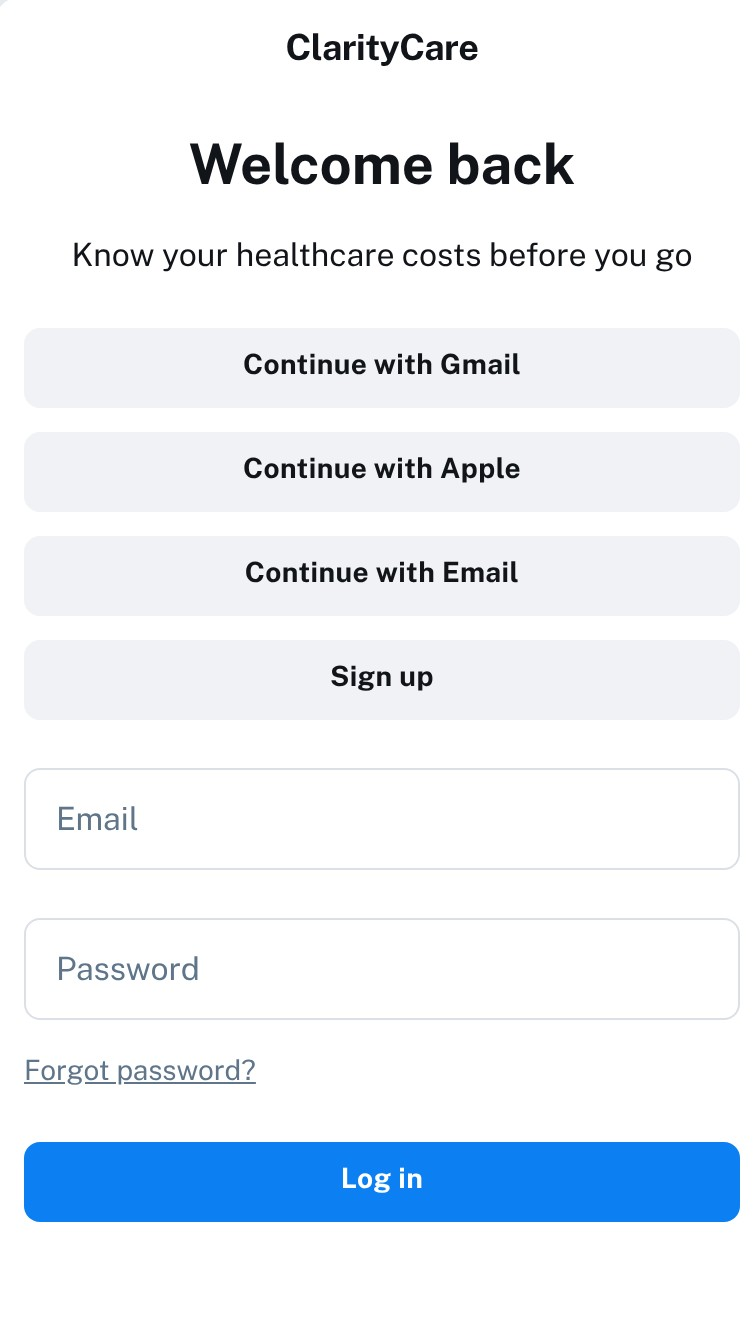 ClarityCare
Welcome back
Know your healthcare costs before you go
Continue with Gmail
Continue with Apple
Continue with Email
Sign up
Email
Password
Forgot password?
Log in